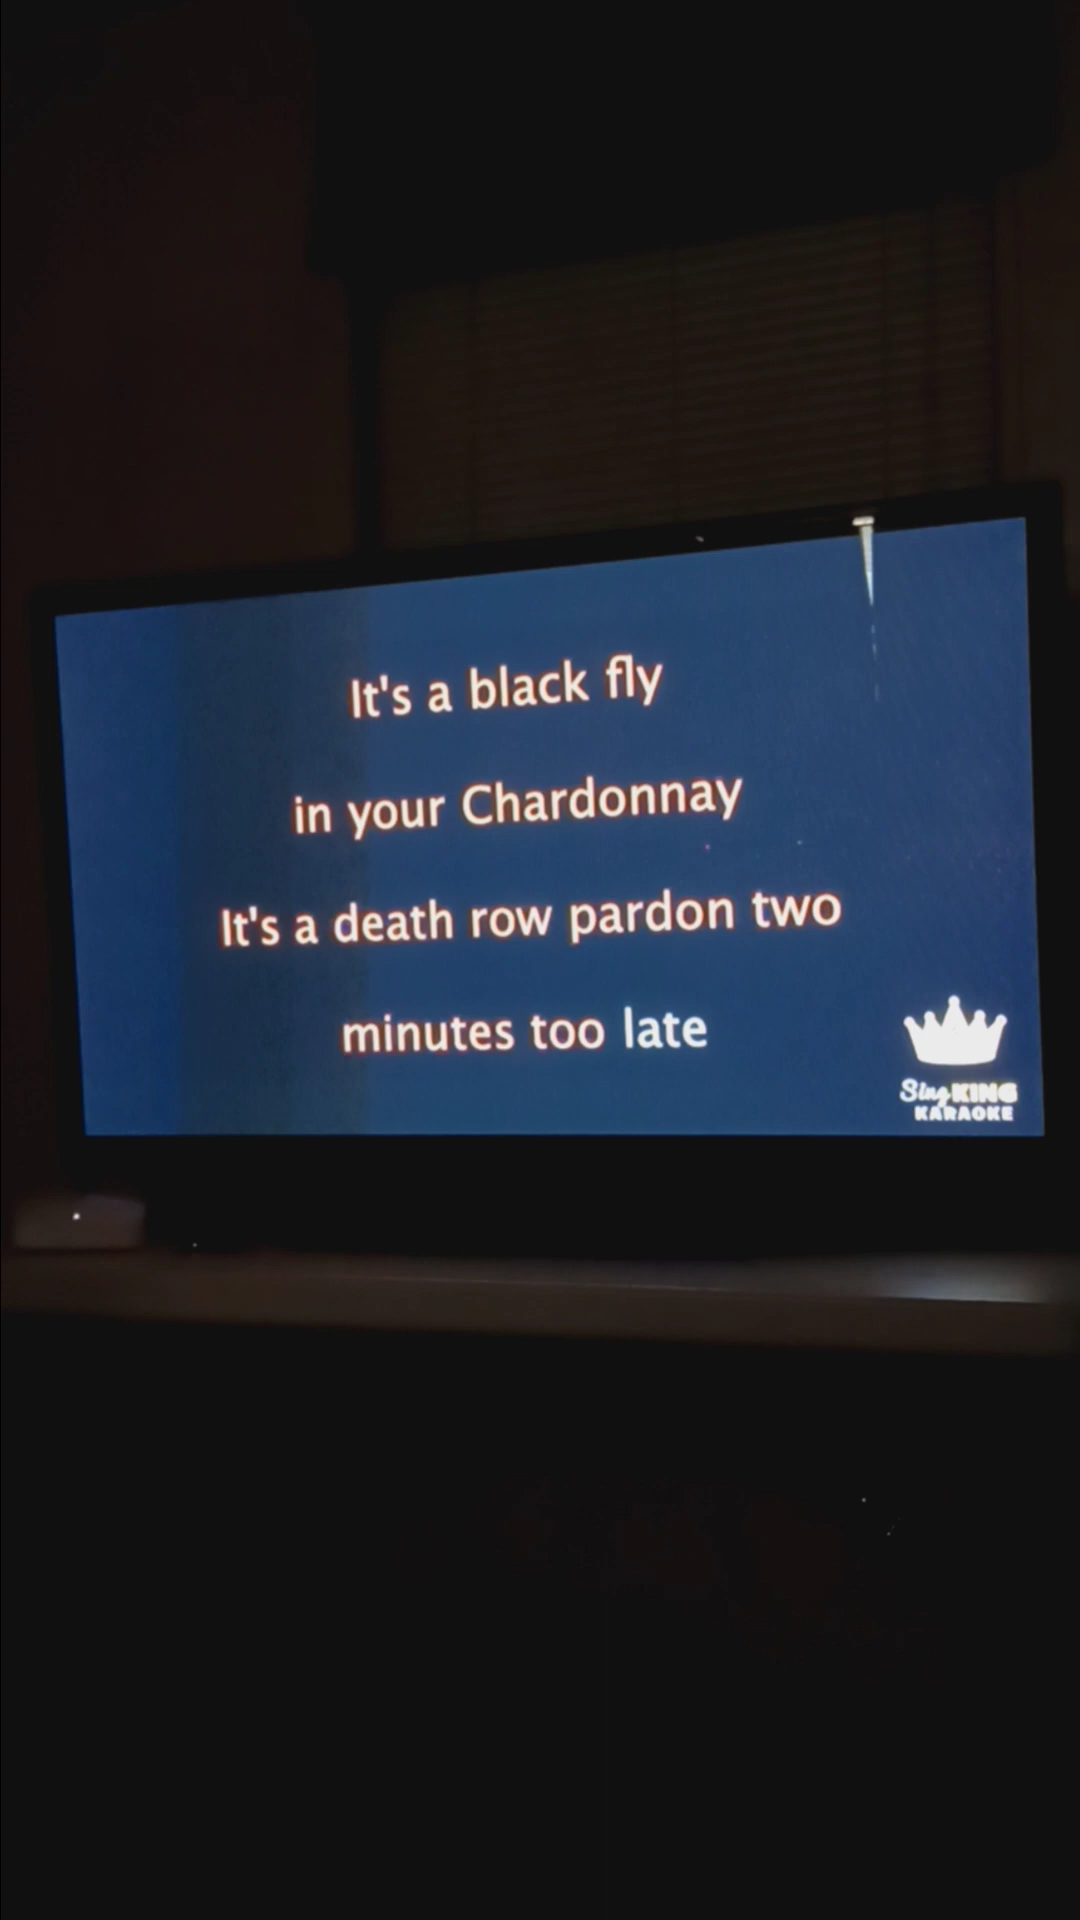 It's a black fly
in your Chardonnay
It's a death row pardon two
minutes too late
Sing KING
KARAOKE